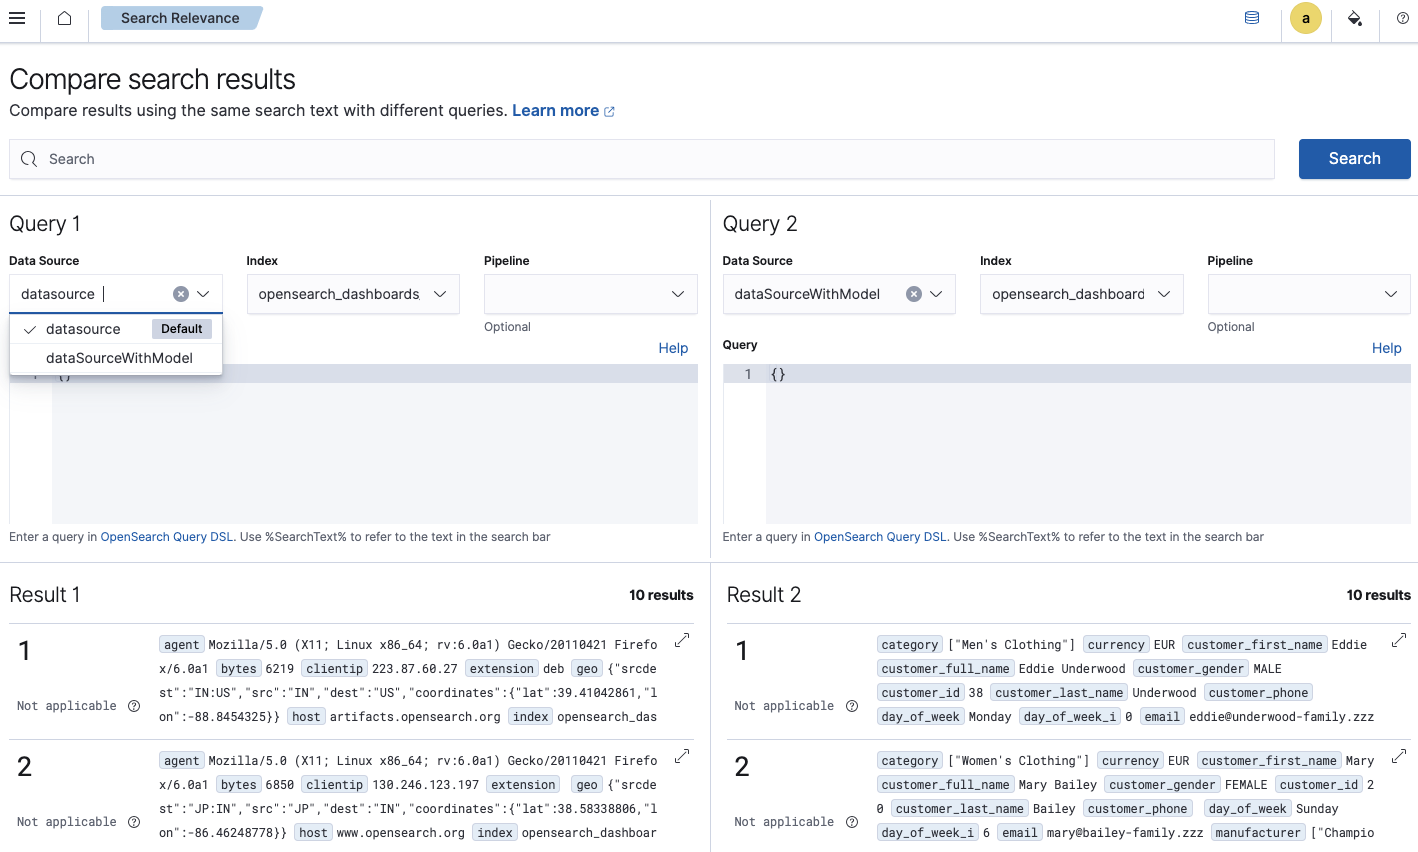 Search Relevance
a
Compare search results
Compare results using the same search text with different queries. Learn more
Search
Search
Query 1
Data Source
Index
Pipeline
datasource
opensearch_dashboards
Optional
datasource
Default
dataSourceWithModel
Help
{}
Enter a query in OpenSearch Query DSL. Use %SearchText% to refer to the text in the search bar
Query 2
Data Source
Index
Pipeline
dataSourceWithModel
opensearch_dashboard
Optional
Query
Help
1 {}
Enter a query in OpenSearch Query DSL. Use %SearchText% to refer to the text in the search bar
Result 1
10 results
1
Not applicable
agent Mozilla/5.0 (X11; Linux x86_64; rv:6.0a1) Gecko/20110421 Firefo
x/6.0a1 bytes 6219 clientip 223.87.60.27 extension deb geo {"srcde
st":"IN:US","src":"IN","dest":"US","coordinates":{"lat":39.41042861,"l
on":-88.8454325}} host artifacts.opensearch.org index opensearch_das
2
Not applicable
agent Mozilla/5.0 (X11; Linux x86_64; rv:6.0a1) Gecko/20110421 Firefo
x/6.0a1 bytes 6850 clientip 130.246.123.197 extension geo {"srcde
st":"JP:IN","src":"JP","dest":"IN","coordinates":{"lat":38.58338806,"l
on":-86.46248778}} host www.opensearch.org index opensearch_dashboar
Result 2
10 results
1
Not applicable
category ["Men's Clothing"] currency EUR customer_first_name Eddie
customer_full_name Eddie Underwood customer_gender MALE
customer_id 38 customer_last_name Underwood customer_phone
day_of_week Monday day_of_week_i 0 email eddie@underwood-family.zzz
2
Not applicable
category ["Women's Clothing"] currency EUR customer_first_name Mary
customer_full_name Mary Bailey customer_gender FEMALE customer_id 2
0 customer_last_name Bailey customer_phone day_of_week Sunday
day_of_week_i 6 email mary@bailey-family.zzz manufacturer ["Champio